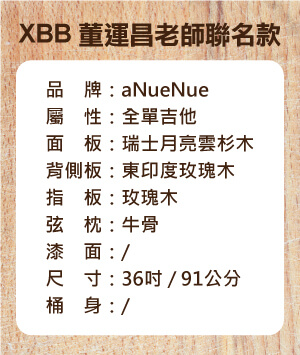 XBB 董運昌老師聯名款
品　牌：aNueNue
屬　性：全單吉他
面　板：瑞士月亮雲杉木
背側板：東印度玫瑰木
指　板：玫瑰木
弦　枕：牛骨
漆　面：/
尺　寸：36吋 / 91公分
桶　身：/